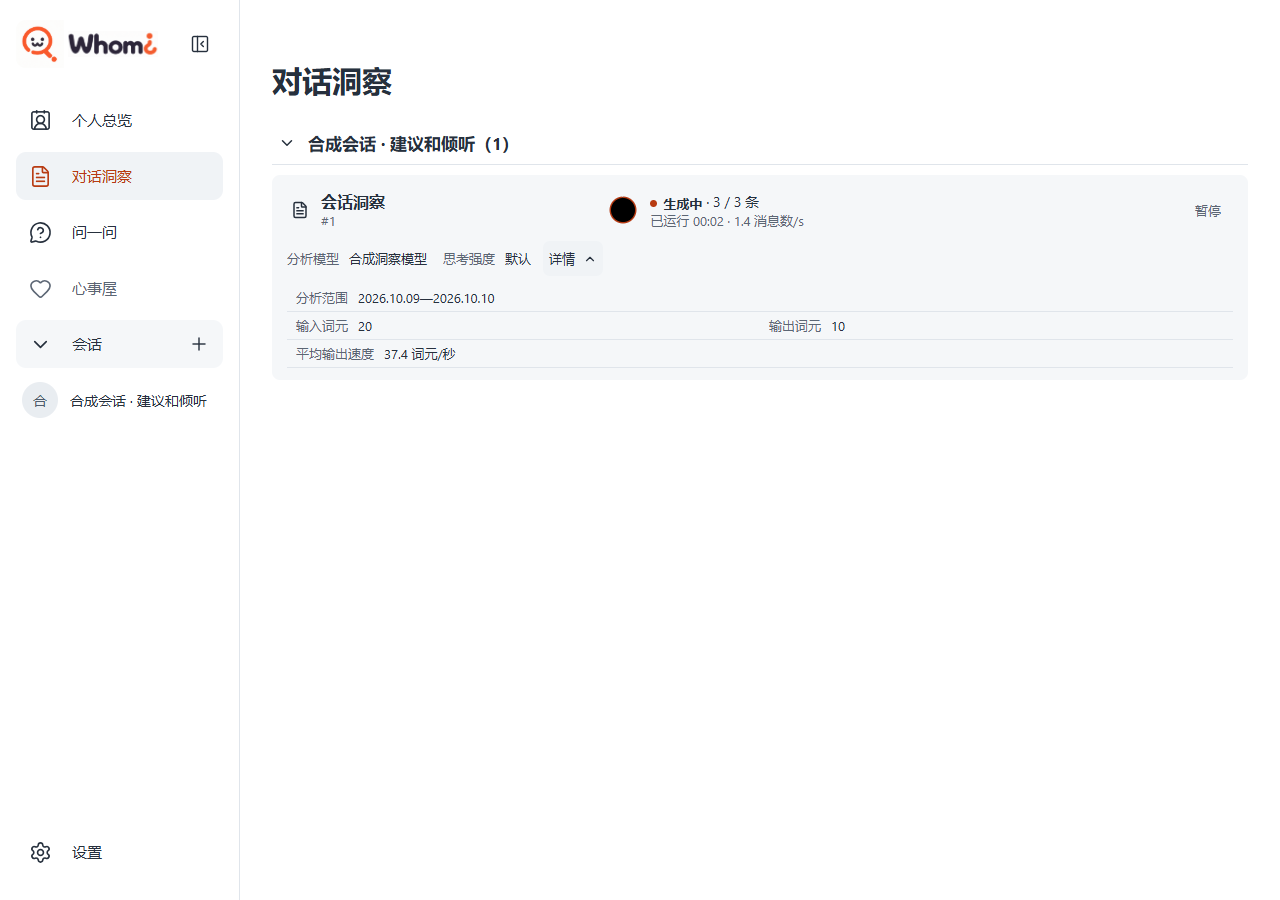 Whomi
个人总览
对话洞察
问一问
心事屋
会话
合 合成会话 · 建议和倾听
设置
对话洞察
合成会话 · 建议和倾听（1）
会话洞察
#1
生成中 · 3 / 3 条
已运行 00:02 · 1.4 消息数/s
暂停
分析模型 合成洞察模型 思考强度 默认 详情
分析范围 2026.10.09—2026.10.10
输入词元 20 输出词元 10
平均输出速度 37.4 词元/秒